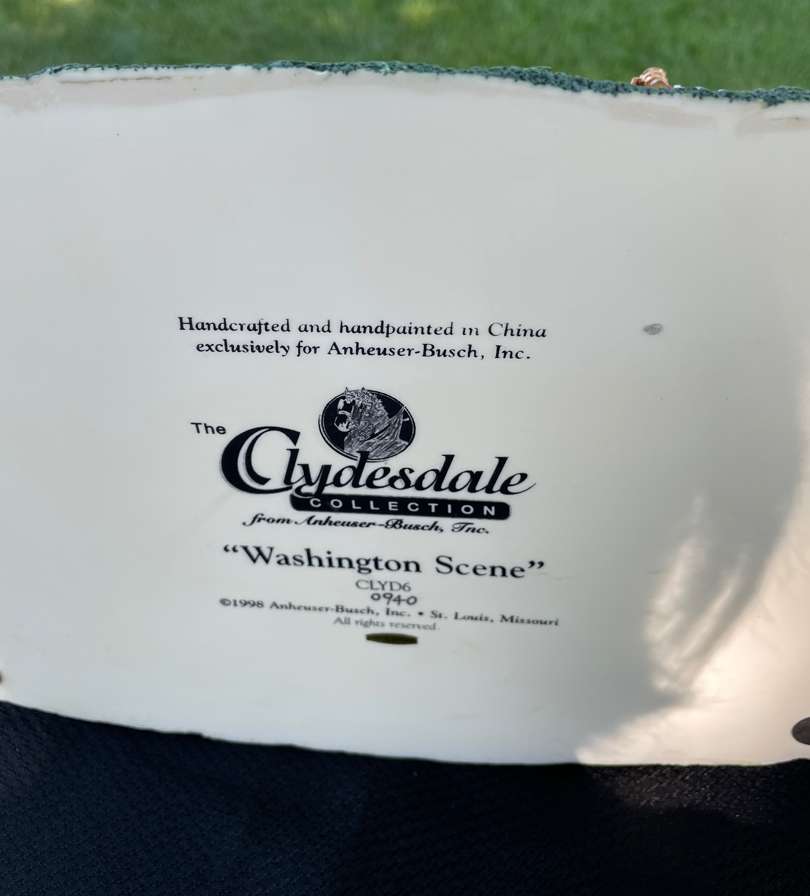 Handcrafted and handpainted in China
exclusively for Anheuser-Busch, Inc.
The
Clydesdale
COLLECTION
from Anheuser-Busch, Inc.
“Washington Scene”
CLYD6
0940
©1998 Anheuser-Busch, Inc. • St. Louis, Missouri
All rights reserved.